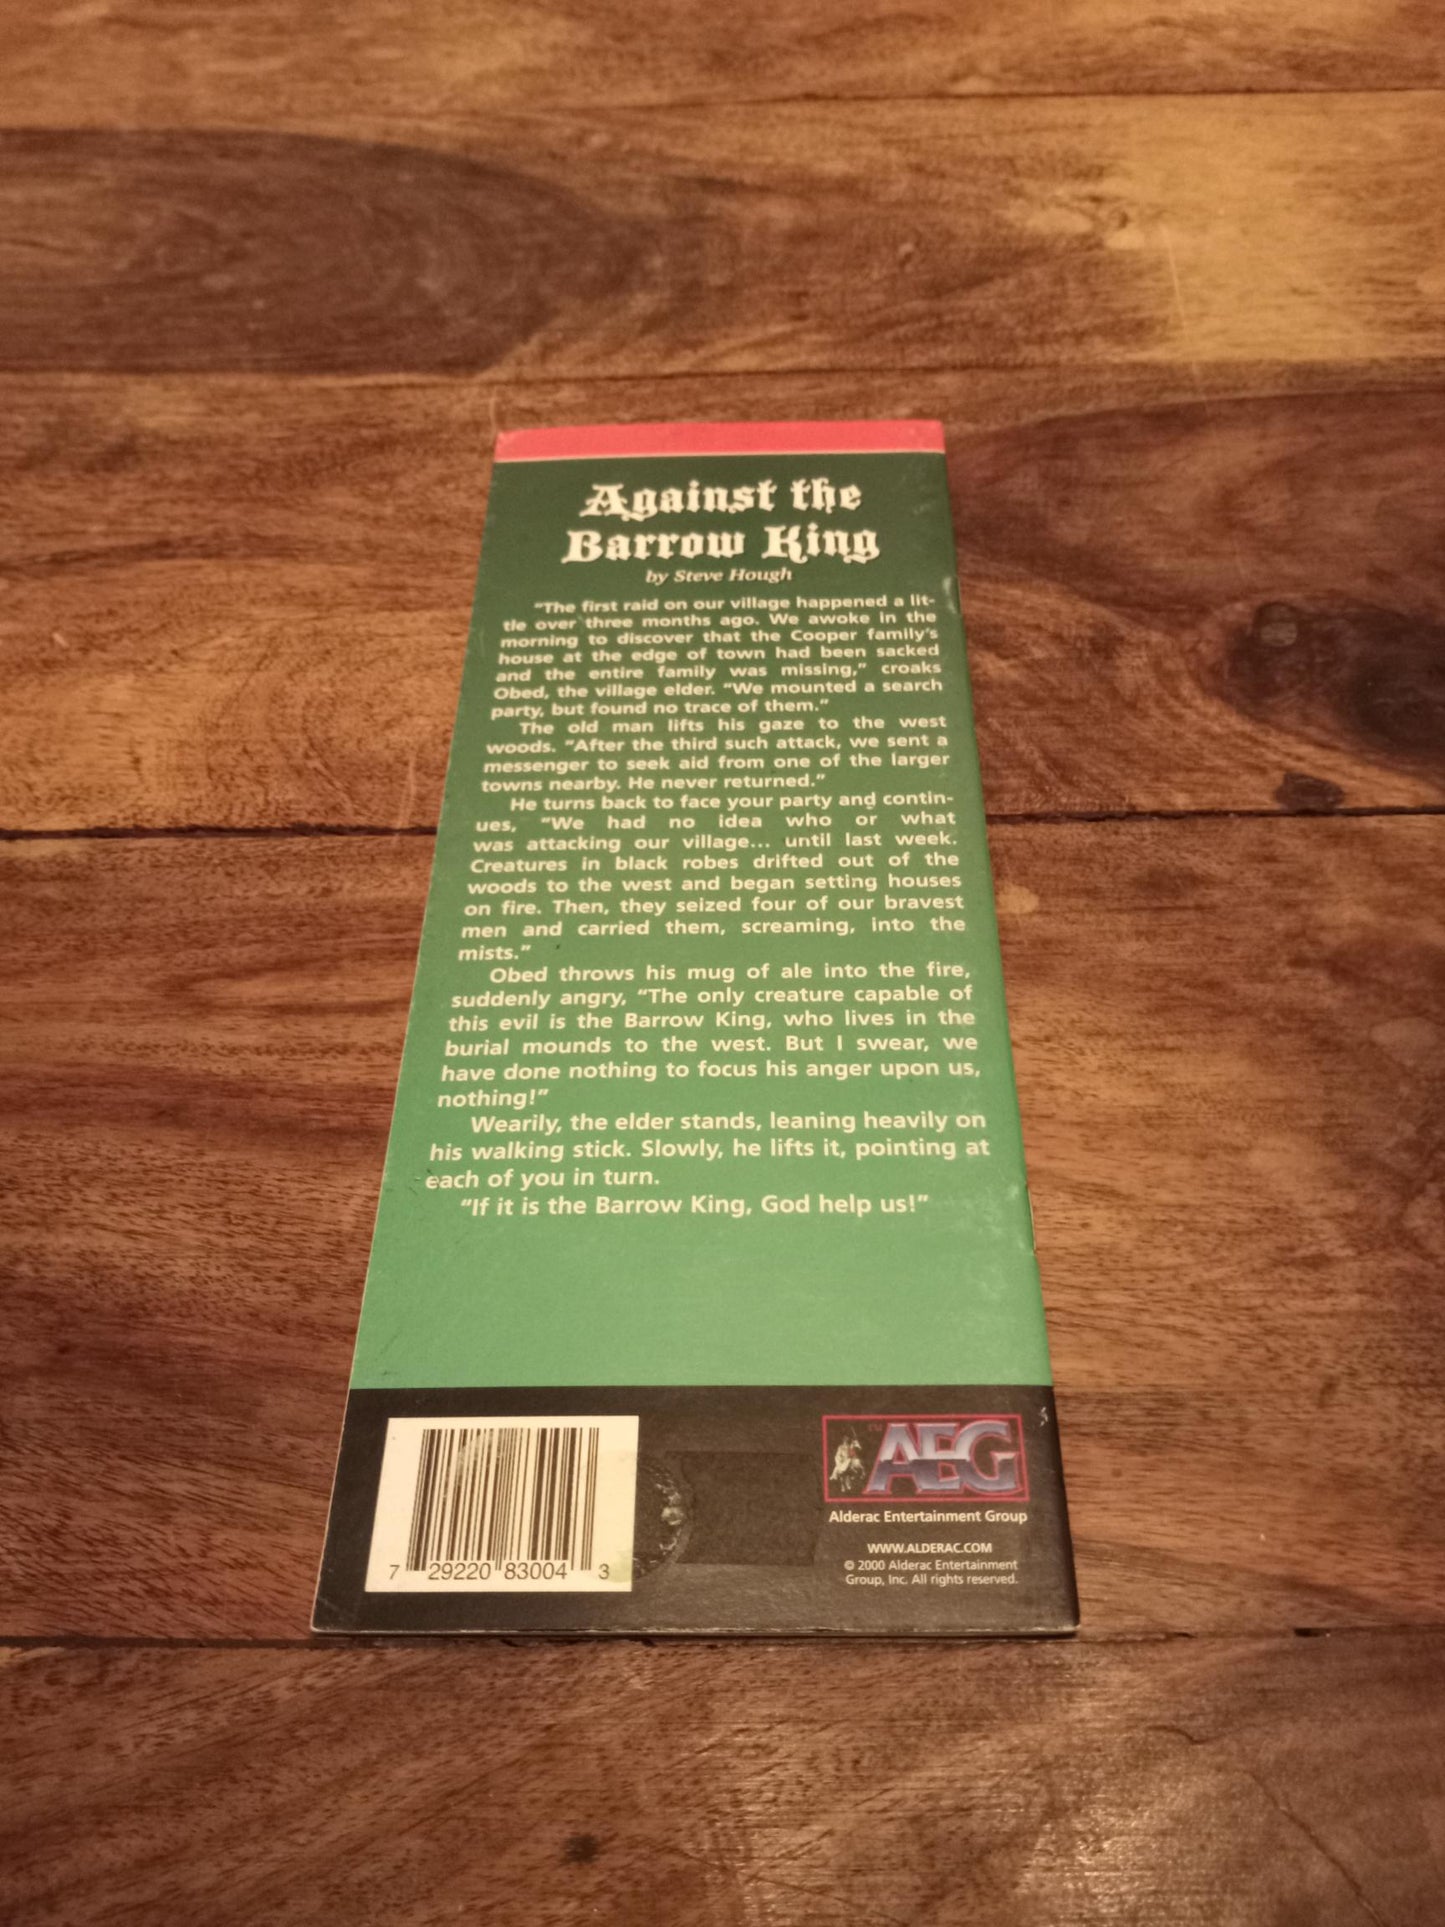 Against the
Barrow King
by Steve Hough
“The first raid on our village happened a lit-
tle over three months ago. We awoke in the
morning to discover that the Cooper family’s
house at the edge of town had been sacked
and the entire family was missing,” croaks
Obed, the village elder. “We mounted a search
party, but found no trace of them.”
The old man lifts his gaze to the west
woods. “After the third such attack, we sent a
messenger to seek aid from one of the larger
towns nearby. He never returned.”
He turns back to face your party and contin-
ues, “We had no idea who or what
was attacking our village... until last week.
Creatures in black robes drifted out of the
woods to the west and began setting houses
on fire. Then, they seized four of our bravest
men and carried them, screaming, into the
mists.”
Obed throws his mug of ale into the fire,
suddenly angry, “The only creature capable of
this evil is the Barrow King, who lives in the
burial mounds to the west. But I swear, we
have done nothing to focus his anger upon us,
nothing!”
Wearily, the elder stands, leaning heavily on
his walking stick. Slowly, he lifts it, pointing at
each of you in turn.
“If it is the Barrow King, God help us!”
7 29220 83004 3
™ AEG
Alderac Entertainment Group
WWW.ALDERAC.COM
© 2000 Alderac Entertainment
Group, Inc. All rights reserved.